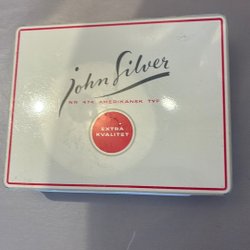 John Silver
NR 474 AMERIKANSK TYP
EXTRA
KVALITET